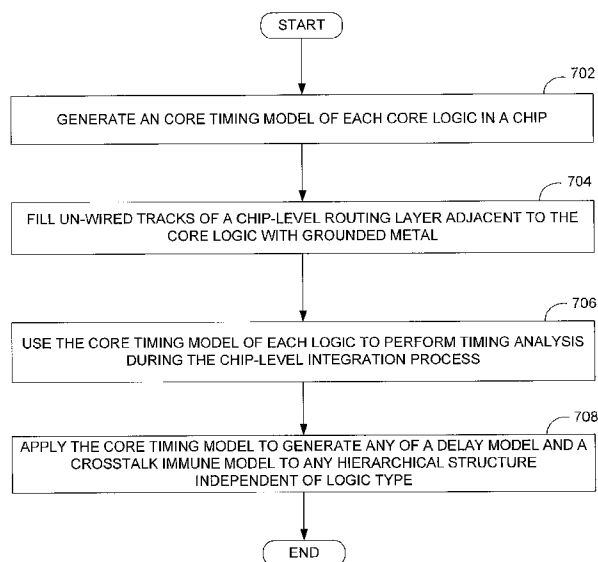 START
702
GENERATE AN CORE TIMING MODEL OF EACH CORE LOGIC IN A CHIP
704
FILL UN-WIRED TRACKS OF A CHIP-LEVEL ROUTING LAYER ADJACENT TO THE
CORE LOGIC WITH GROUNDED METAL
706
USE THE CORE TIMING MODEL OF EACH LOGIC TO PERFORM TIMING ANALYSIS
DURING THE CHIP-LEVEL INTEGRATION PROCESS
708
APPLY THE CORE TIMING MODEL TO GENERATE ANY OF A DELAY MODEL AND A
CROSSTALK IMMUNE MODEL TO ANY HIERARCHICAL STRUCTURE
INDEPENDENT OF LOGIC TYPE
END